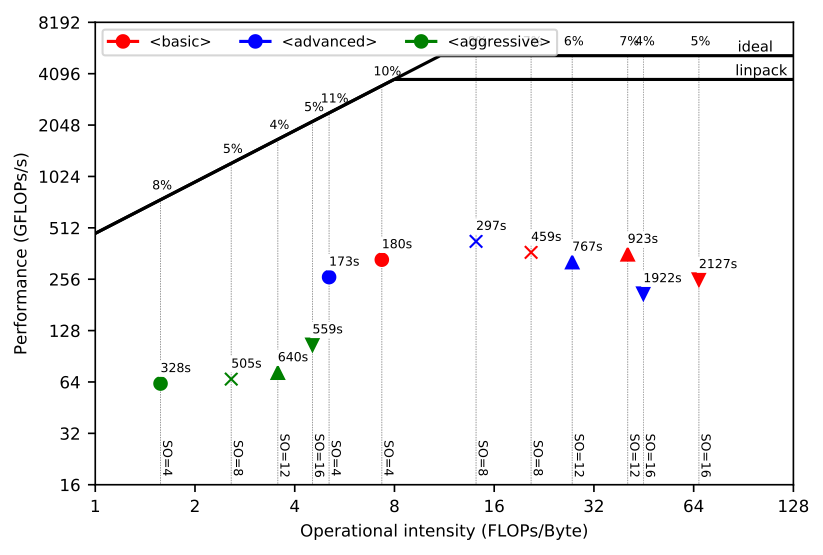 8192
4096
2048
1024
512
256
128
64
32
16
Performance (GFLOPs/s)
<basic>
<advanced>
<aggressive>
6%
7%
4%
5%
ideal
linpack
10%
11%
5%
4%
5%
8%
297s
459s
767s
923s
1922s
2127s
180s
173s
559s
640s
505s
328s
SO=4
SO=8
SO=12
SO=16
SO=4
SO=4
SO=8
SO=8
SO=12
SO=12
SO=16
SO=16
1
2
4
8
16
32
64
128
Operational intensity (FLOPs/Byte)